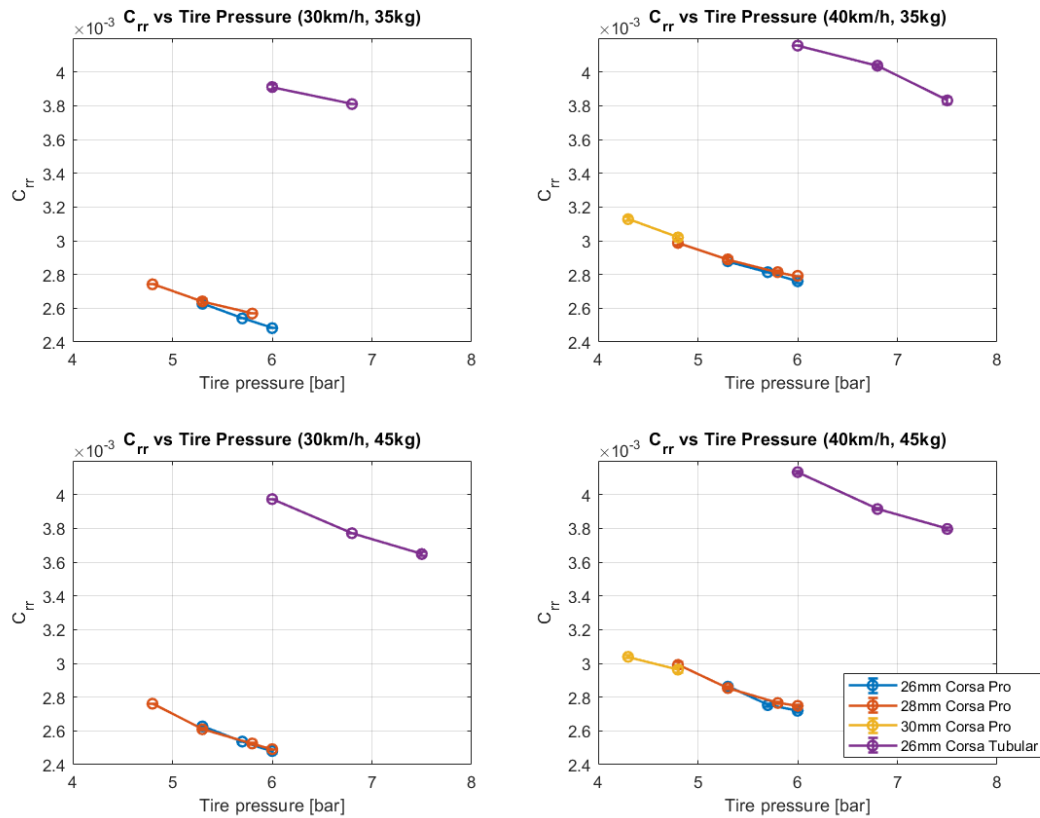 C_rr vs Tire Pressure (30km/h, 35kg)
×10^-3
4
3.8
3.6
3.4
3.2
3
2.8
2.6
2.4
C_rr
4 5 6 7 8
Tire pressure [bar]
C_rr vs Tire Pressure (40km/h, 35kg)
×10^-3
4
3.8
3.6
3.4
3.2
3
2.8
2.6
2.4
C_rr
4 5 6 7 8
Tire pressure [bar]
C_rr vs Tire Pressure (30km/h, 45kg)
×10^-3
4
3.8
3.6
3.4
3.2
3
2.8
2.6
2.4
C_rr
4 5 6 7 8
Tire pressure [bar]
C_rr vs Tire Pressure (40km/h, 45kg)
×10^-3
4
3.8
3.6
3.4
3.2
3
2.8
2.6
2.4
C_rr
4 5 6 7 8
Tire pressure [bar]
26mm Corsa Pro
28mm Corsa Pro
30mm Corsa Pro
26mm Corsa Tubular